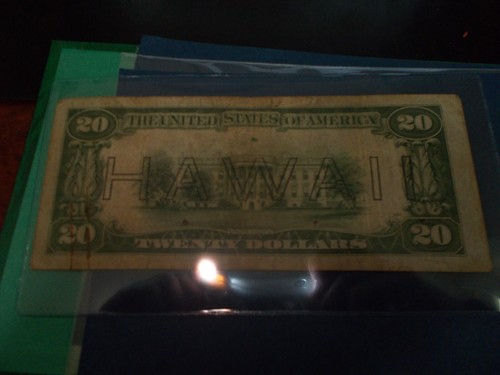 20 THE UNITED STATES OF AMERICA 20
HAWAII
20 TWENTY DOLLARS 20